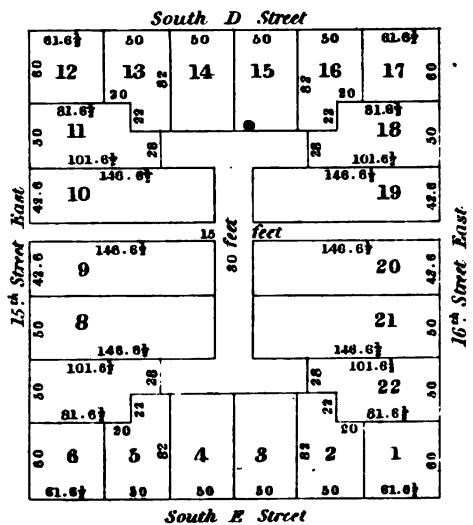 South D Street
61.6½ 50 50 50 50 61.6½
60 12 13 82 14 15 82 16 17 60
20 20
81.6½ 22 22 81.6½
50 11 18 50
101.6½ 28 28 101.6½
146.6½ 146.6½
42.6 10 19 42.6
15 feet
30 feet
15th Street East
16th Street East
146.6½ 146.6½
42.6 9 20 42.6
50 8 21 50
146.6½ 146.6½
101.6½ 28 28 101.6½
50 22 50
81.6½ 22 22 81.6½
20 20
60 6 5 82 4 3 82 2 1 60
61.6½ 50 50 50 50 61.6½
South E Street